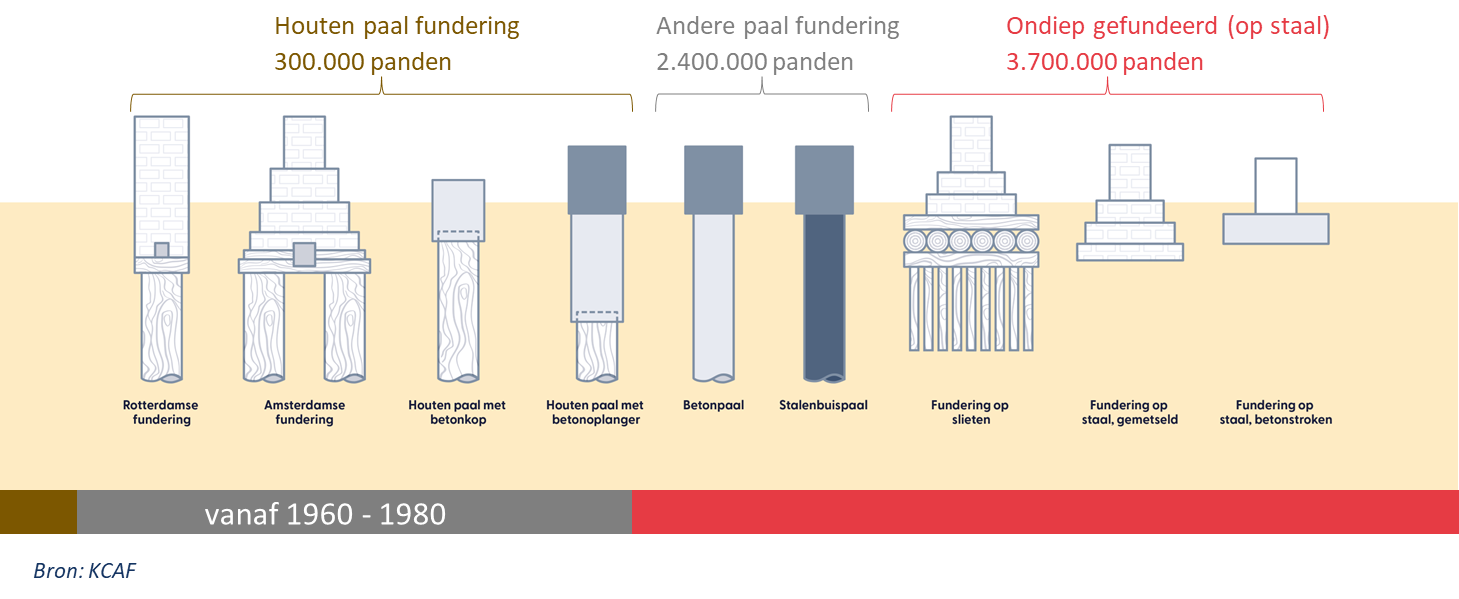 Houten paal fundering
300.000 panden
Andere paal fundering
2.400.000 panden
Ondiep gefundeerd (op staal)
3.700.000 panden
Rotterdamse
fundering
Amsterdamse
fundering
Houten paal met
betonkop
Houten paal met
betonoplanger
Betonpaal
Stalenbuispaal
Fundering op
slieten
Fundering op
staal, gemetseld
Fundering op
staal, betonstroken
vanaf 1960 - 1980
Bron: KCAF